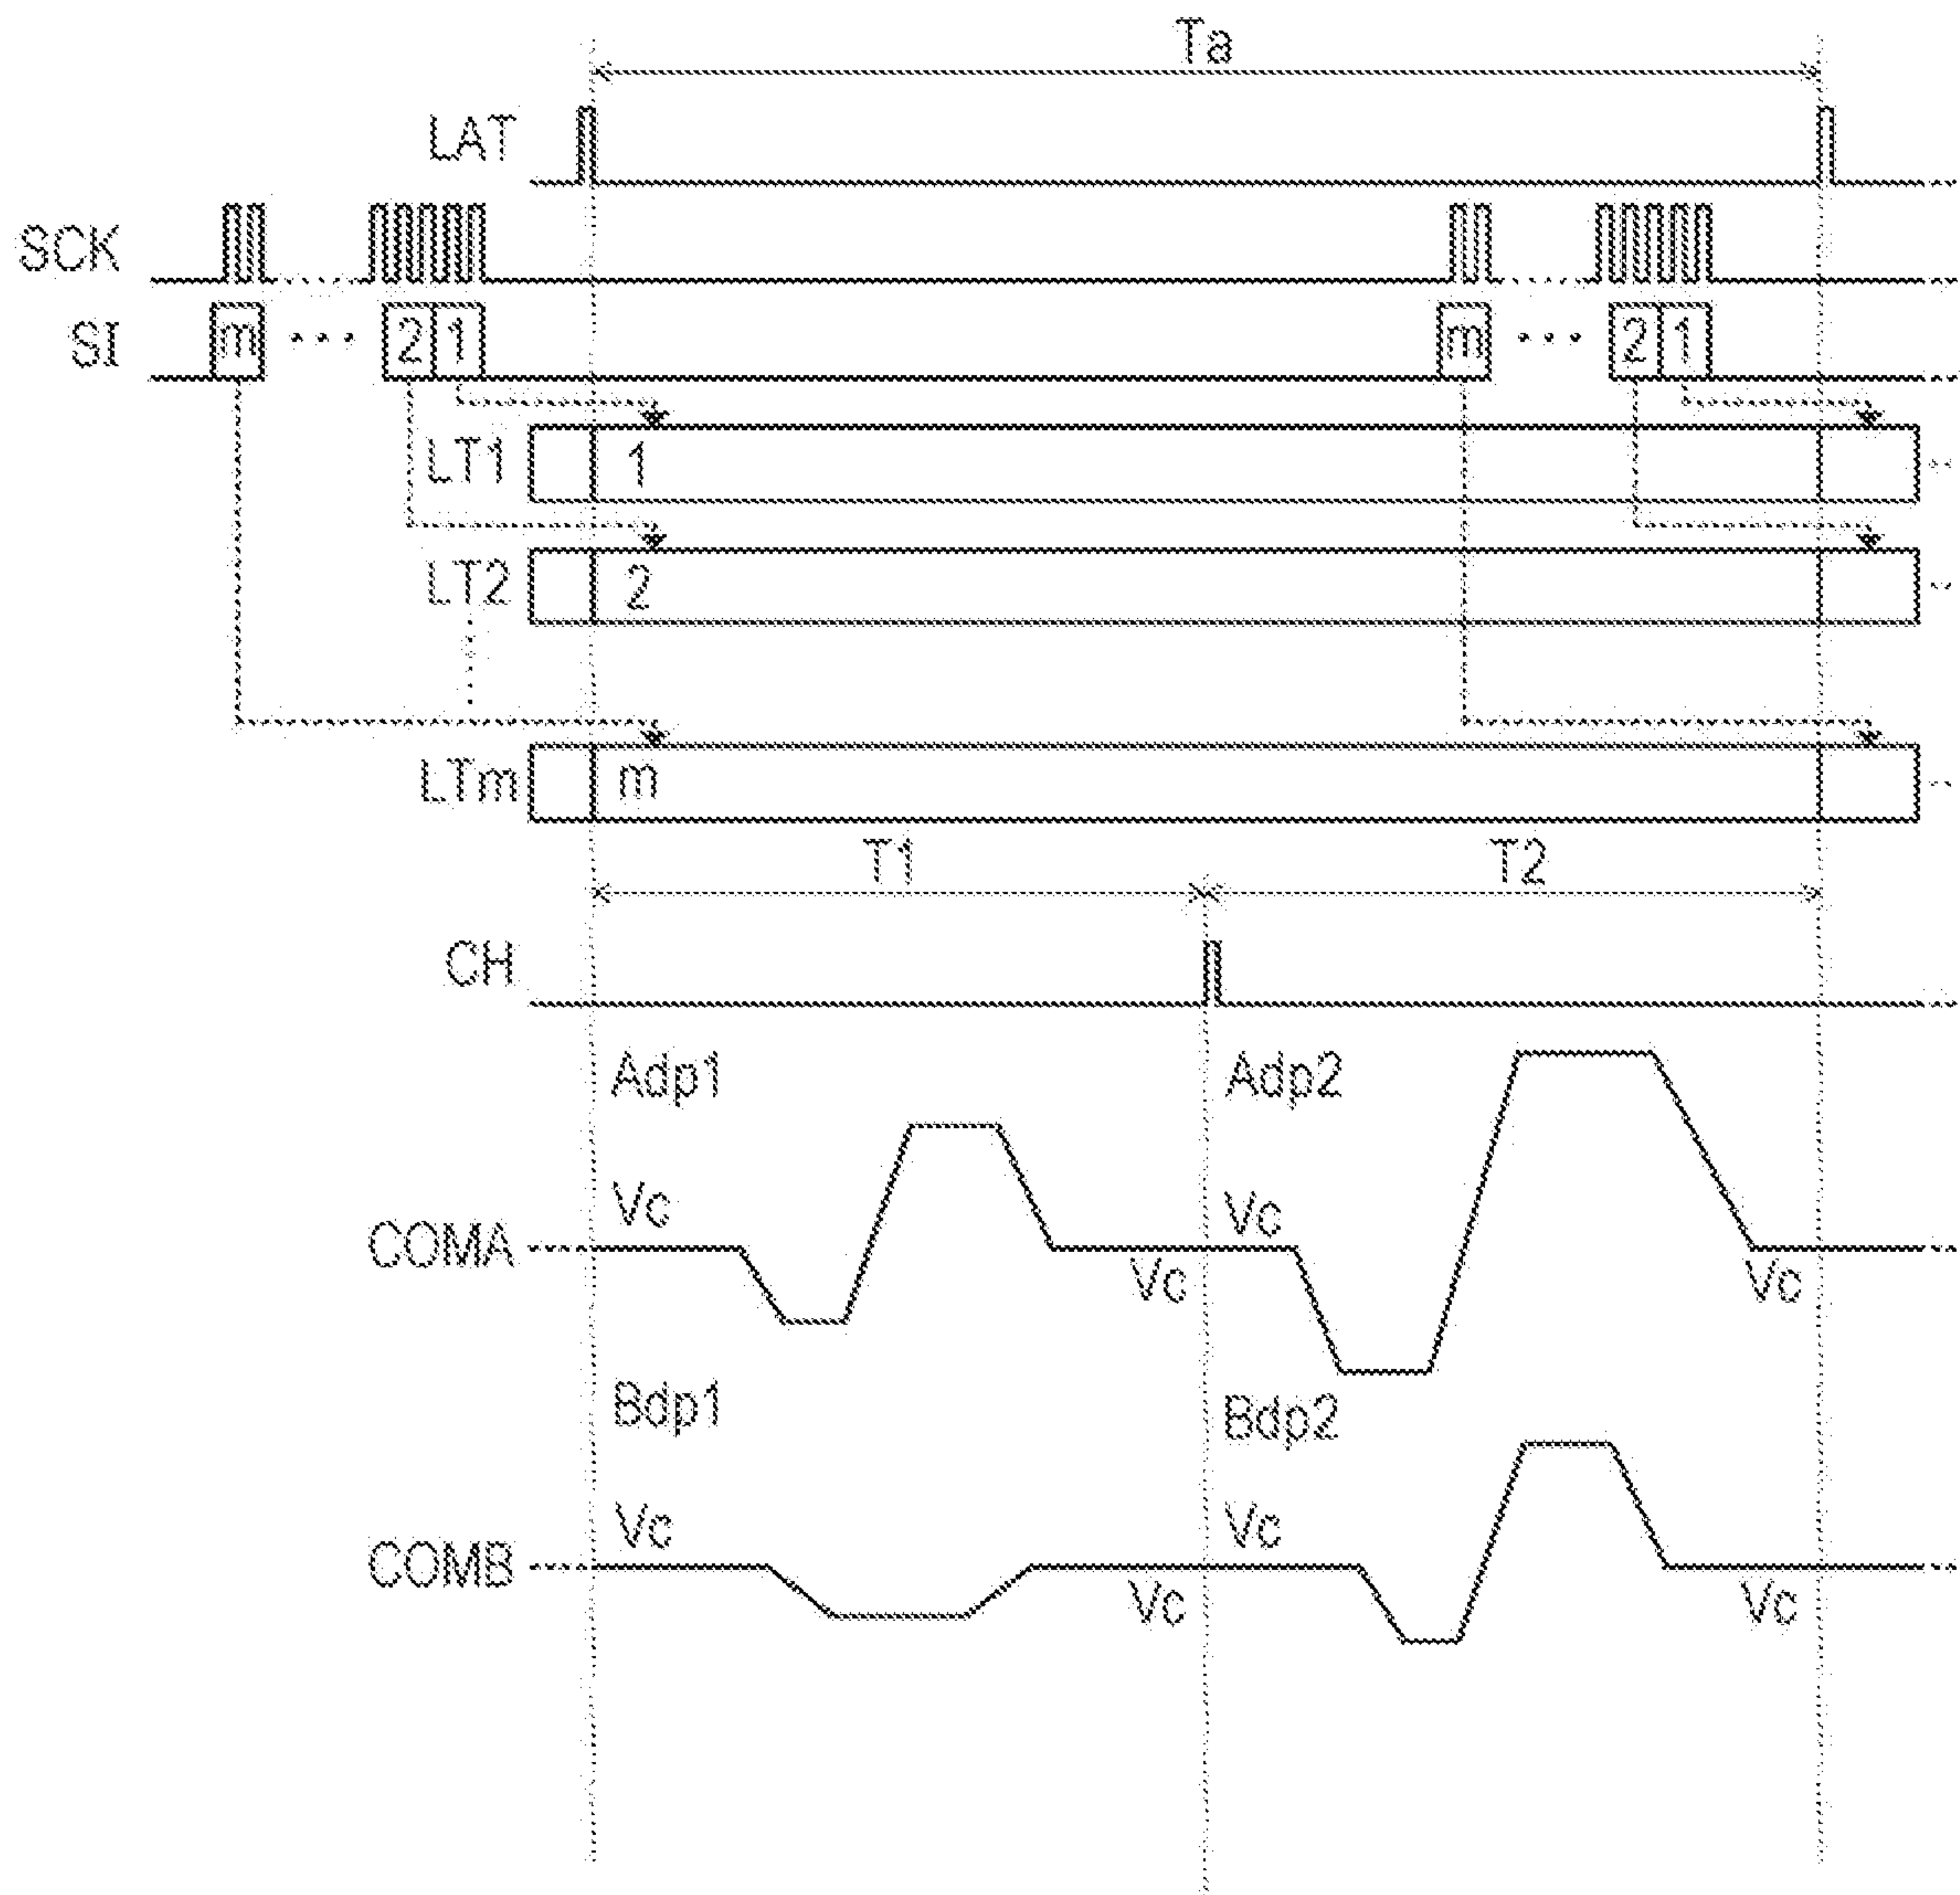 Ta
LAT
SCK
SI
m ... 2 1
m ... 2 1
LT1
1
LT2
2
LTm
m
T1
T2
CH
Adp1
Adp2
Vc
Vc
COMA
Vc
Vc
Bdp1
Bdp2
Vc
Vc
COMB
Vc
Vc